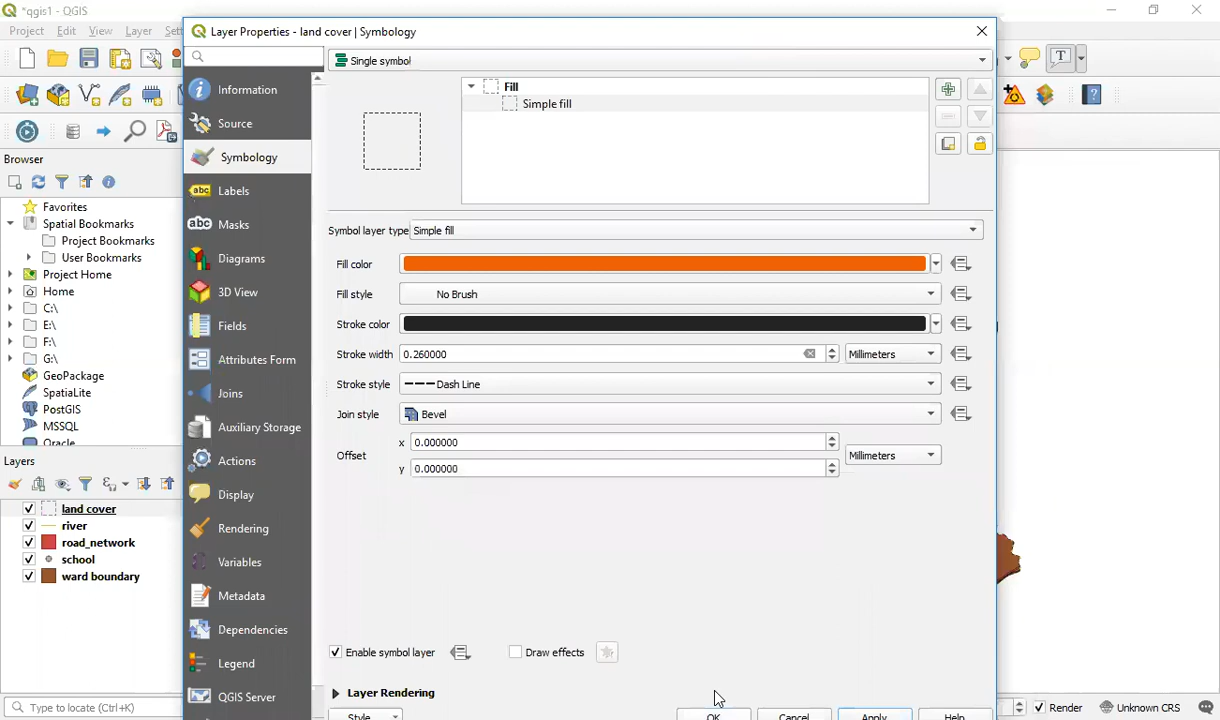 *qgis1 - QGIS
Project Edit View Layer Sett
Layer Properties - land cover | Symbology
Single symbol
Information
Source
Symbology
Labels
Masks
Diagrams
3D View
Fields
Attributes Form
Joins
Auxiliary Storage
Actions
Display
Rendering
Variables
Metadata
Dependencies
Legend
QGIS Server
Fill
Simple fill
Symbol layer type Simple fill
Fill color
Fill style No Brush
Stroke color
Stroke width 0.260000 Millimeters
Stroke style Dash Line
Join style Bevel
Offset x 0.000000 Millimeters
y 0.000000
Enable symbol layer Draw effects
Layer Rendering
Style OK Cancel Apply Help
Browser
Favorites
Spatial Bookmarks
Project Bookmarks
User Bookmarks
Project Home
Home
C:\
E:\
F:\
G:\
GeoPackage
SpatiaLite
PostGIS
MSSQL
Oracle
Layers
land cover
river
road_network
school
ward boundary
Type to locate (Ctrl+K)
Render Unknown CRS